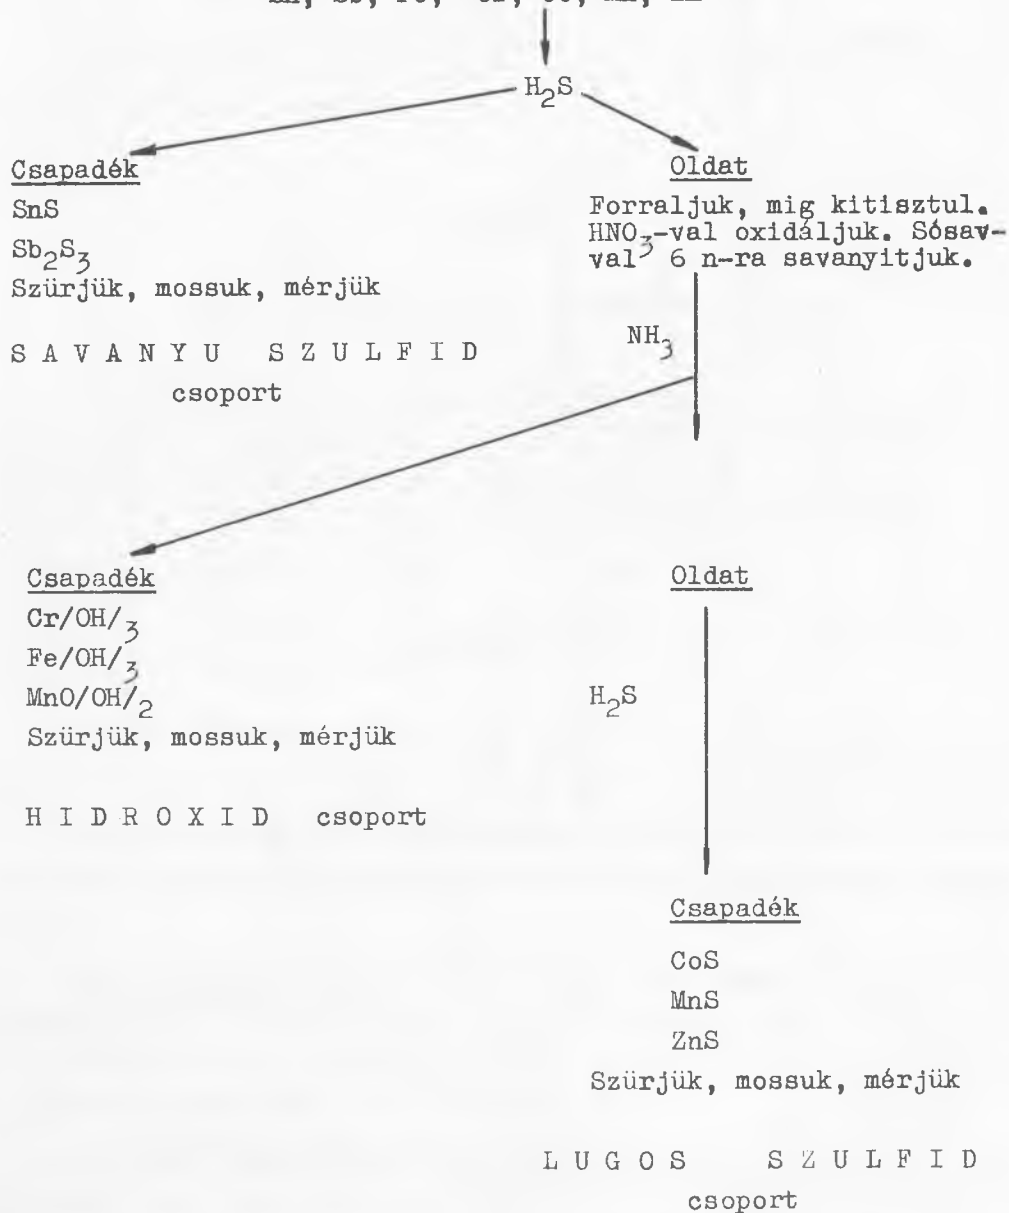 H2S
Csapadék
SnS
Sb2S3
Szürjük, mossuk, mérjük
S A V A N Y U S Z U L F I D
csoport
Oldat
Forraljuk, mig kitisztul.
HNO3-val oxidáljuk. Sósav-
val 6 n-ra savanyitjuk.
NH3
Csapadék
Cr/OH/3
Fe/OH/3
MnO/OH/2
Szürjük, mossuk, mérjük
H I D R O X I D csoport
Oldat
H2S
Csapadék
CoS
MnS
ZnS
Szürjük, mossuk, mérjük
L U G O S S Z U L F I D
csoport